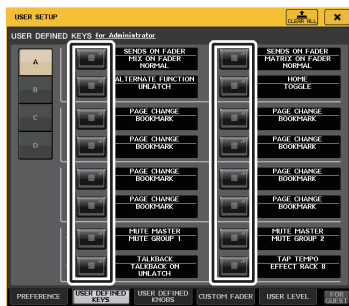 USER SETUP
CLEAR ALL
USER DEFINED KEYS for Administrator
A
B
C
D
SENDS ON FADER
MIX ON FADER
NORMAL
ALTERNATE FUNCTION
UNLATCH
PAGE CHANGE
BOOKMARK
PAGE CHANGE
BOOKMARK
PAGE CHANGE
BOOKMARK
PAGE CHANGE
BOOKMARK
MUTE MASTER
MUTE GROUP 1
TALKBACK
TALKBACK ON
UNLATCH
SENDS ON FADER
MATRIX ON FADER
NORMAL
HOME
TOGGLE
PAGE CHANGE
BOOKMARK
PAGE CHANGE
BOOKMARK
PAGE CHANGE
BOOKMARK
PAGE CHANGE
BOOKMARK
MUTE MASTER
MUTE GROUP 2
TAP TEMPO
EFFECT RACK 8
PREFERENCE
USER DEFINED
KEYS
USER DEFINED
KNOBS
CUSTOM FADER
USER LEVEL
FOR
GUEST